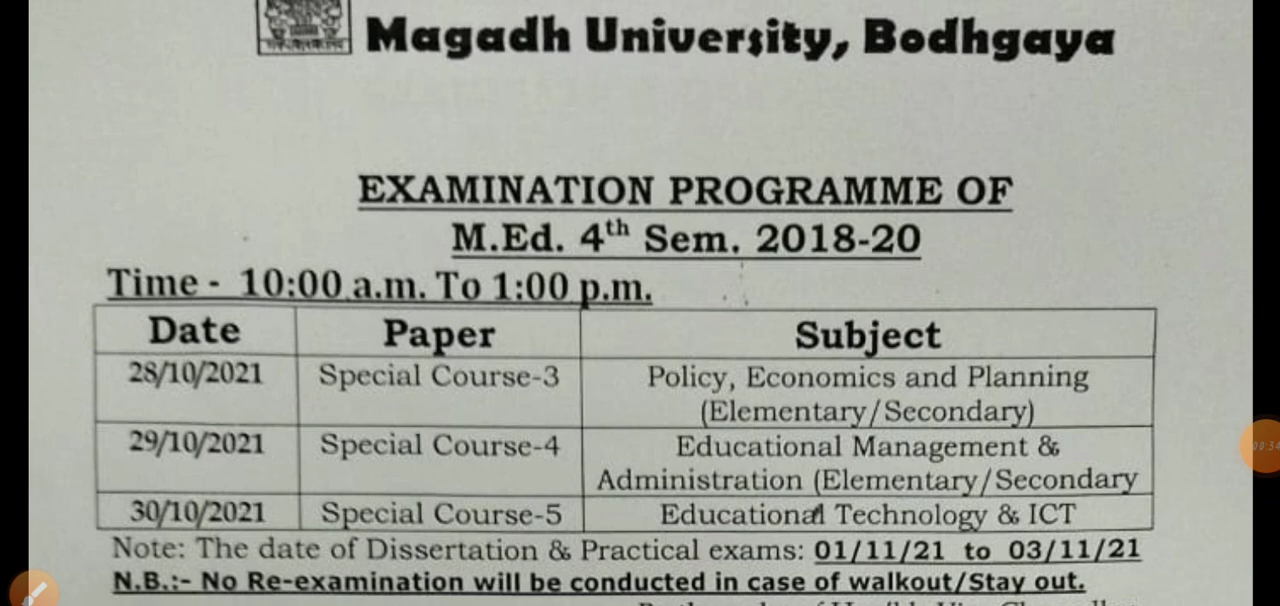 Magadh University, Bodhgaya
EXAMINATION PROGRAMME OF
M.Ed. 4th Sem. 2018-20
Time - 10:00 a.m. To 1:00 p.m.
Date Paper Subject
28/10/2021 Special Course-3 Policy, Economics and Planning
(Elementary/Secondary)
29/10/2021 Special Course-4 Educational Management &
Administration (Elementary/Secondary
30/10/2021 Special Course-5 Educational Technology & ICT
Note: The date of Dissertation & Practical exams: 01/11/21 to 03/11/21
N.B.:- No Re-examination will be conducted in case of walkout/Stay out.